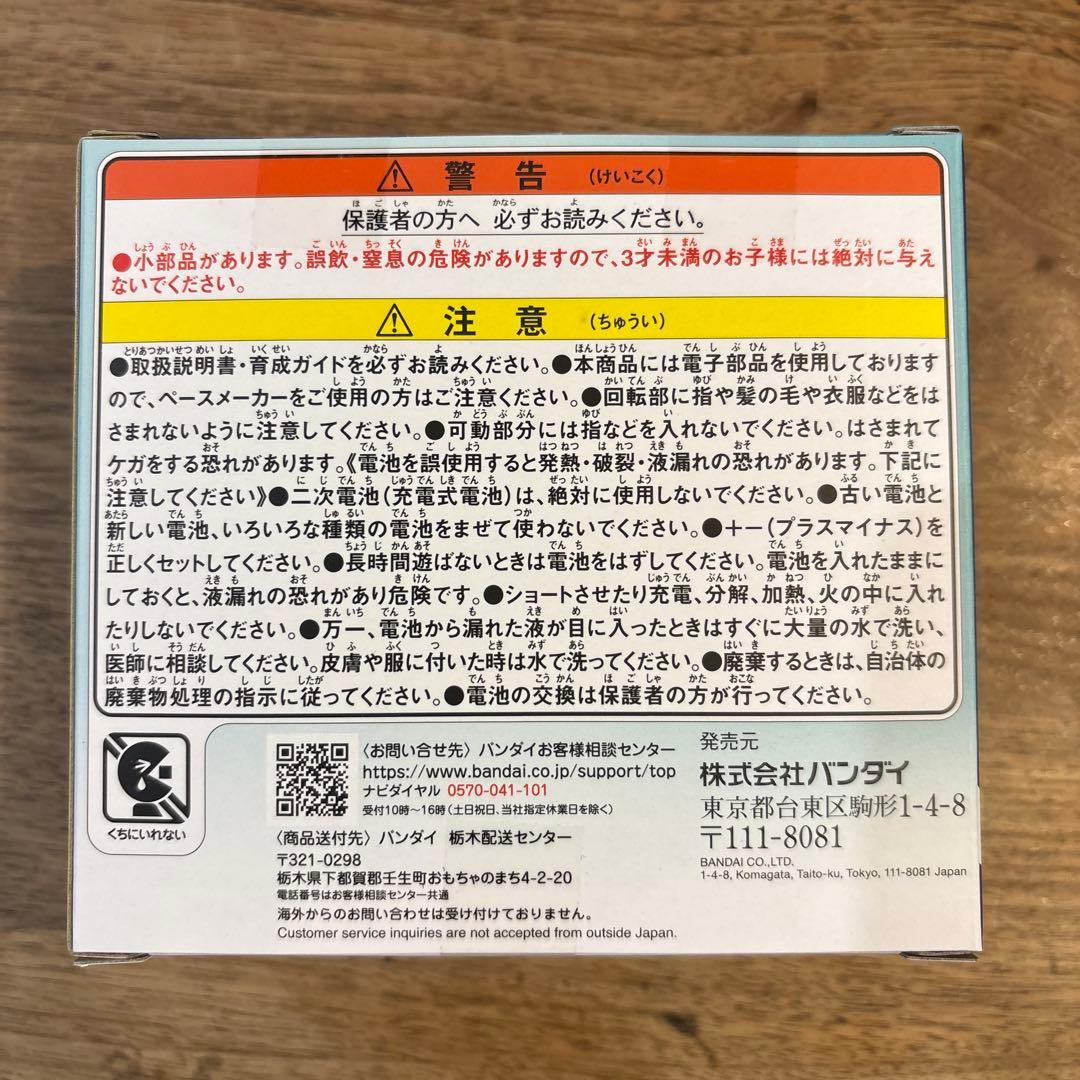 警告 (けいこく)
保護者の方へ 必ずお読みください。
●小部品があります。誤飲・窒息の危険がありますので、3才未満のお子様には絶対に与え
ないでください。
注意 (ちゅうい)
●取扱説明書・育成ガイドを必ずお読みください。●本商品には電子部品を使用しております
ので、ペースメーカーをご使用の方はご注意ください。●回転部に指や髪の毛や衣服などをは
さまれないように注意してください。●可動部分には指などを入れないでください。はさまれて
ケガをする恐れがあります。《電池を誤使用すると発熱・破裂・液漏れの恐れがあります。下記に
注意してください》●二次電池(充電式電池)は、絶対に使用しないでください。●古い電池と
新しい電池、いろいろな種類の電池をまぜて使わないでください。●+-(プラスマイナス)を
正しくセットしてください。●長時間遊ばないときは電池をはずしてください。電池を入れたままに
しておくと、液漏れの恐れがあり危険です。●ショートさせたり充電、分解、加熱、火の中に入れ
たりしないでください。●万一、電池から漏れた液が目に入ったときはすぐに大量の水で洗い、
医師に相談してください。皮膚や服に付いた時は水で洗ってください。●廃棄するときは、自治体の
廃棄物処理の指示に従ってください。●電池の交換は保護者の方が行ってください。
くちにいれない
〈お問い合せ先〉バンダイお客様相談センター
https://www.bandai.co.jp/support/top
ナビダイヤル 0570-041-101
受付10時~16時(土日祝日、当社指定休業日を除く)
〈商品送付先〉バンダイ 栃木配送センター
〒321-0298
栃木県下都賀郡壬生町おもちゃのまち4-2-20
電話番号はお客様相談センター共通
海外からのお問い合わせは受け付けておりません。
Customer service inquiries are not accepted from outside Japan.
発売元
株式会社バンダイ
東京都台東区駒形1-4-8
〒111-8081
BANDAI CO.,LTD.
1-4-8, Komagata, Taito-ku, Tokyo, 111-8081 Japan